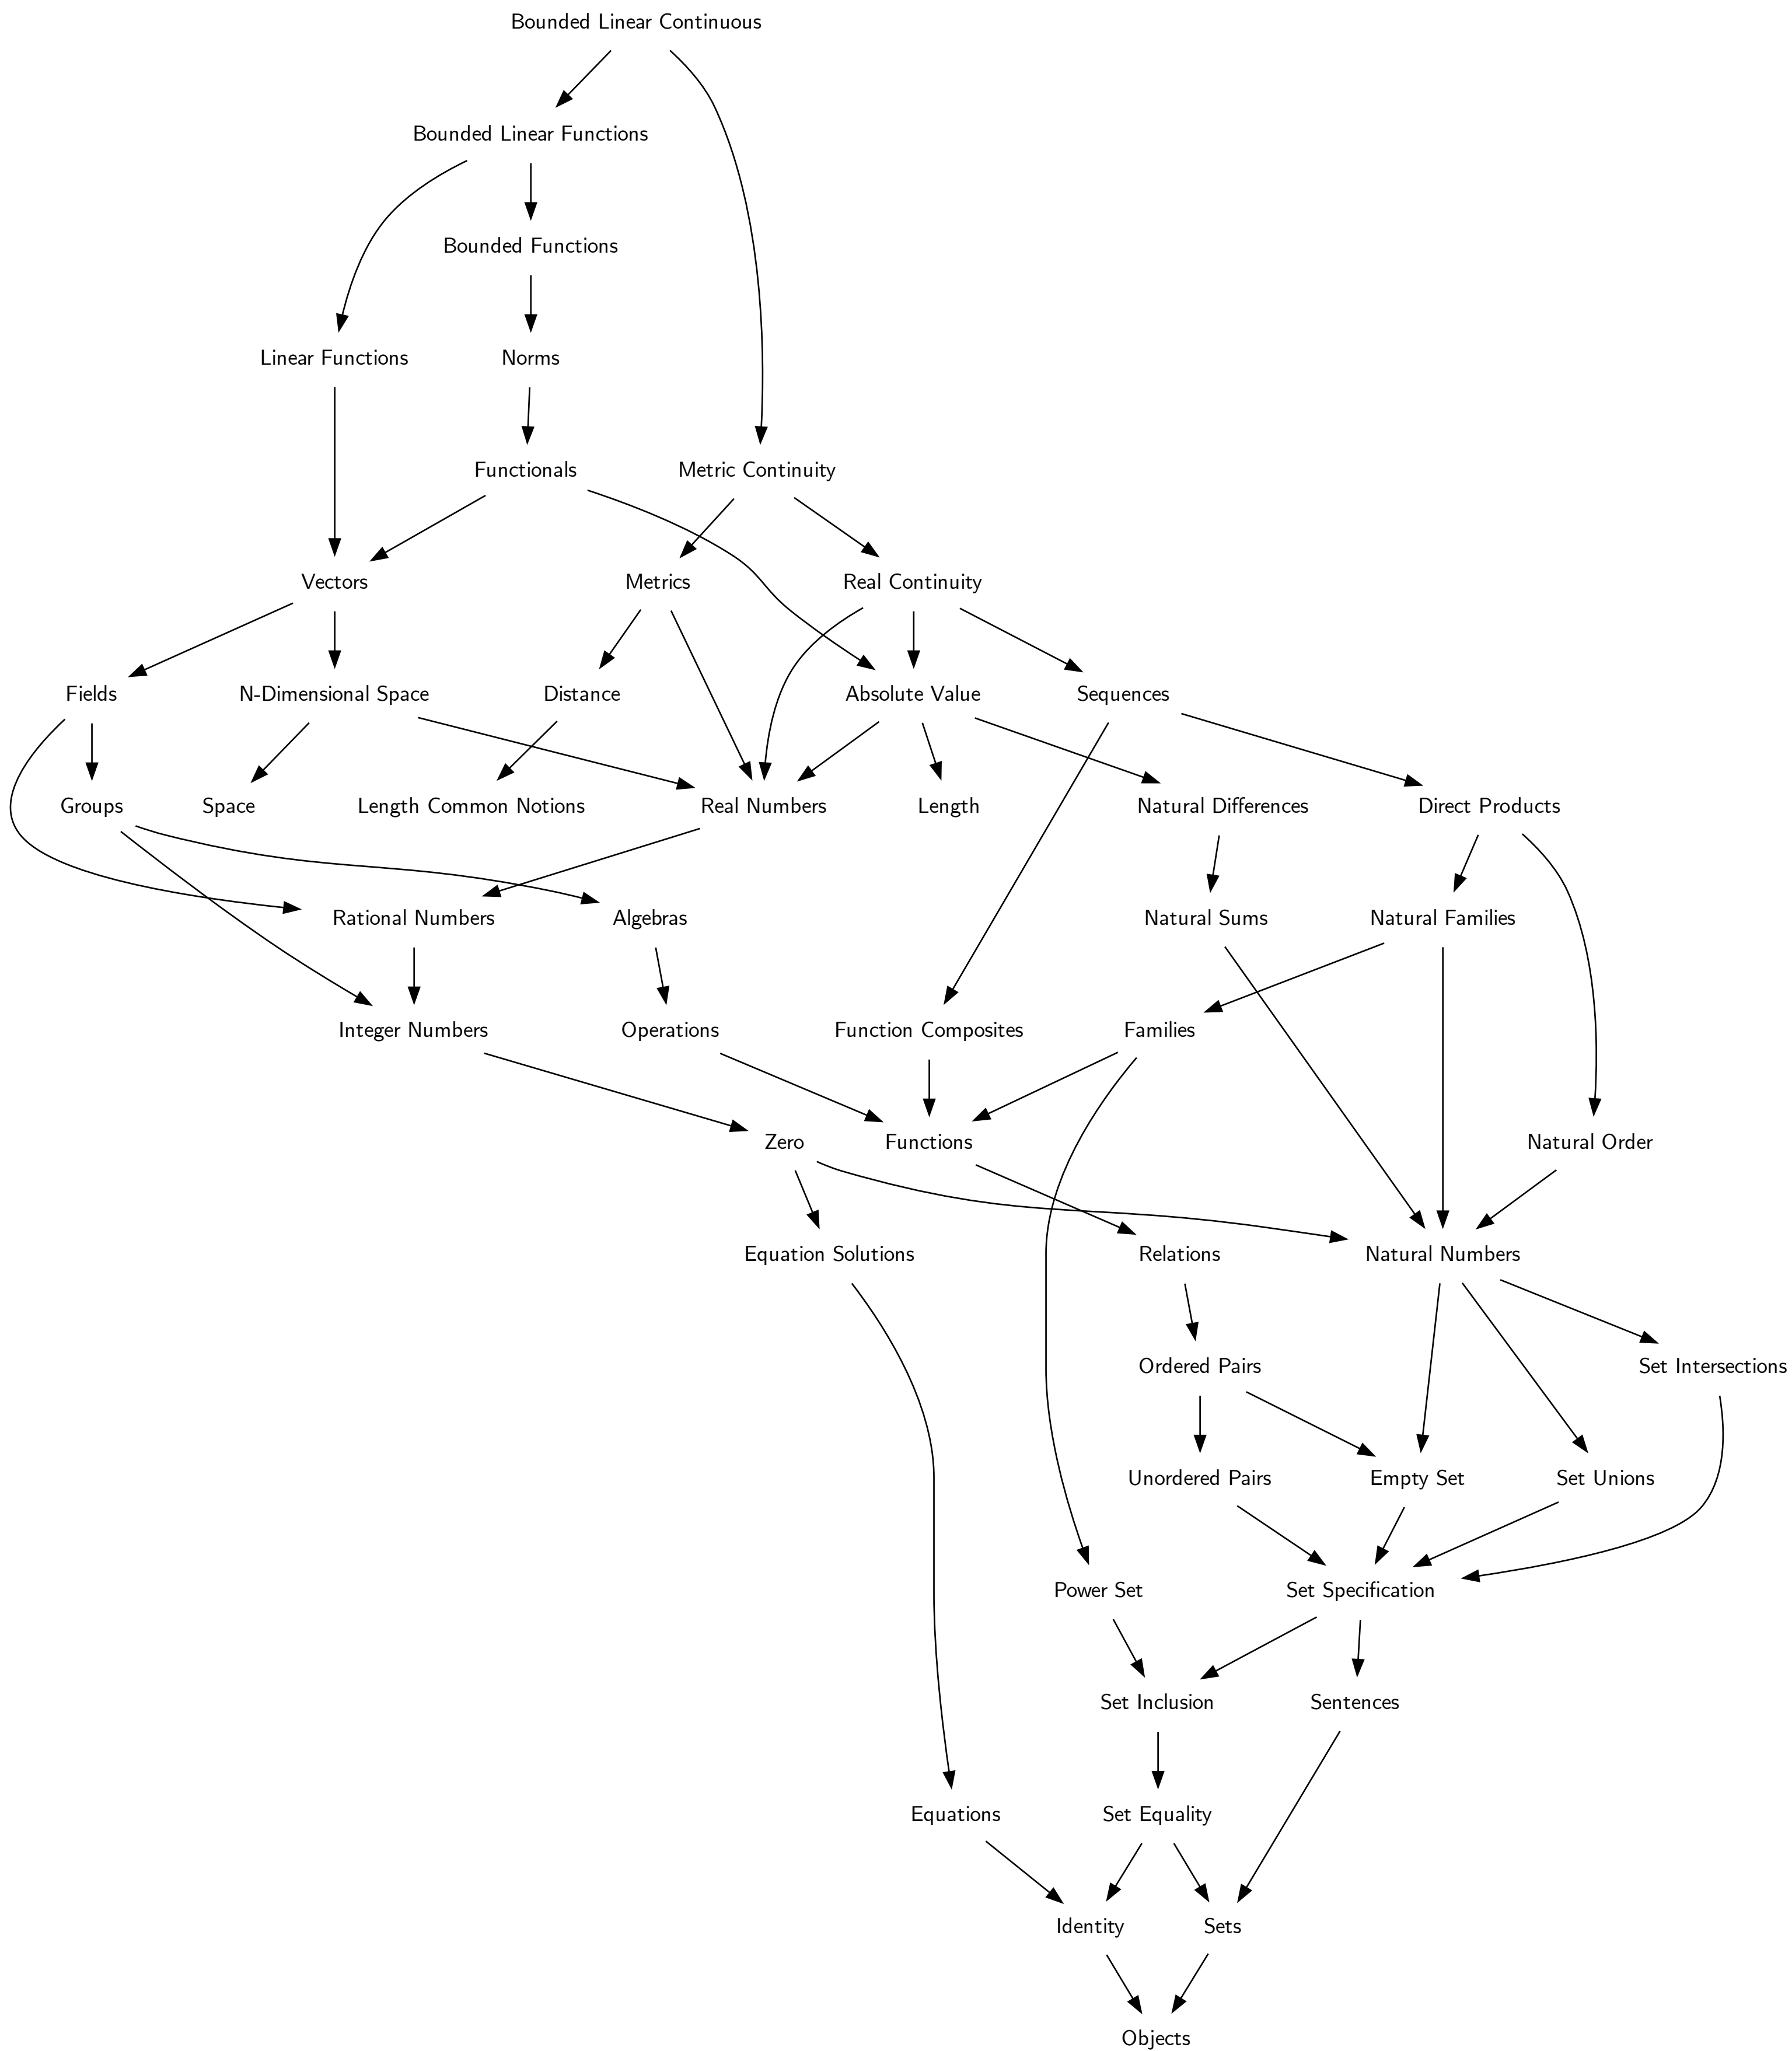 Bounded Linear Continuous
Bounded Linear Functions
Bounded Functions
Linear Functions
Norms
Functionals
Metric Continuity
Vectors
Metrics
Real Continuity
Fields
N-Dimensional Space
Distance
Absolute Value
Sequences
Groups
Space
Length Common Notions
Real Numbers
Length
Natural Differences
Direct Products
Rational Numbers
Algebras
Natural Sums
Natural Families
Integer Numbers
Operations
Function Composites
Families
Zero
Functions
Natural Order
Equation Solutions
Relations
Natural Numbers
Ordered Pairs
Set Intersections
Unordered Pairs
Empty Set
Set Unions
Power Set
Set Specification
Set Inclusion
Sentences
Equations
Set Equality
Identity
Sets
Objects